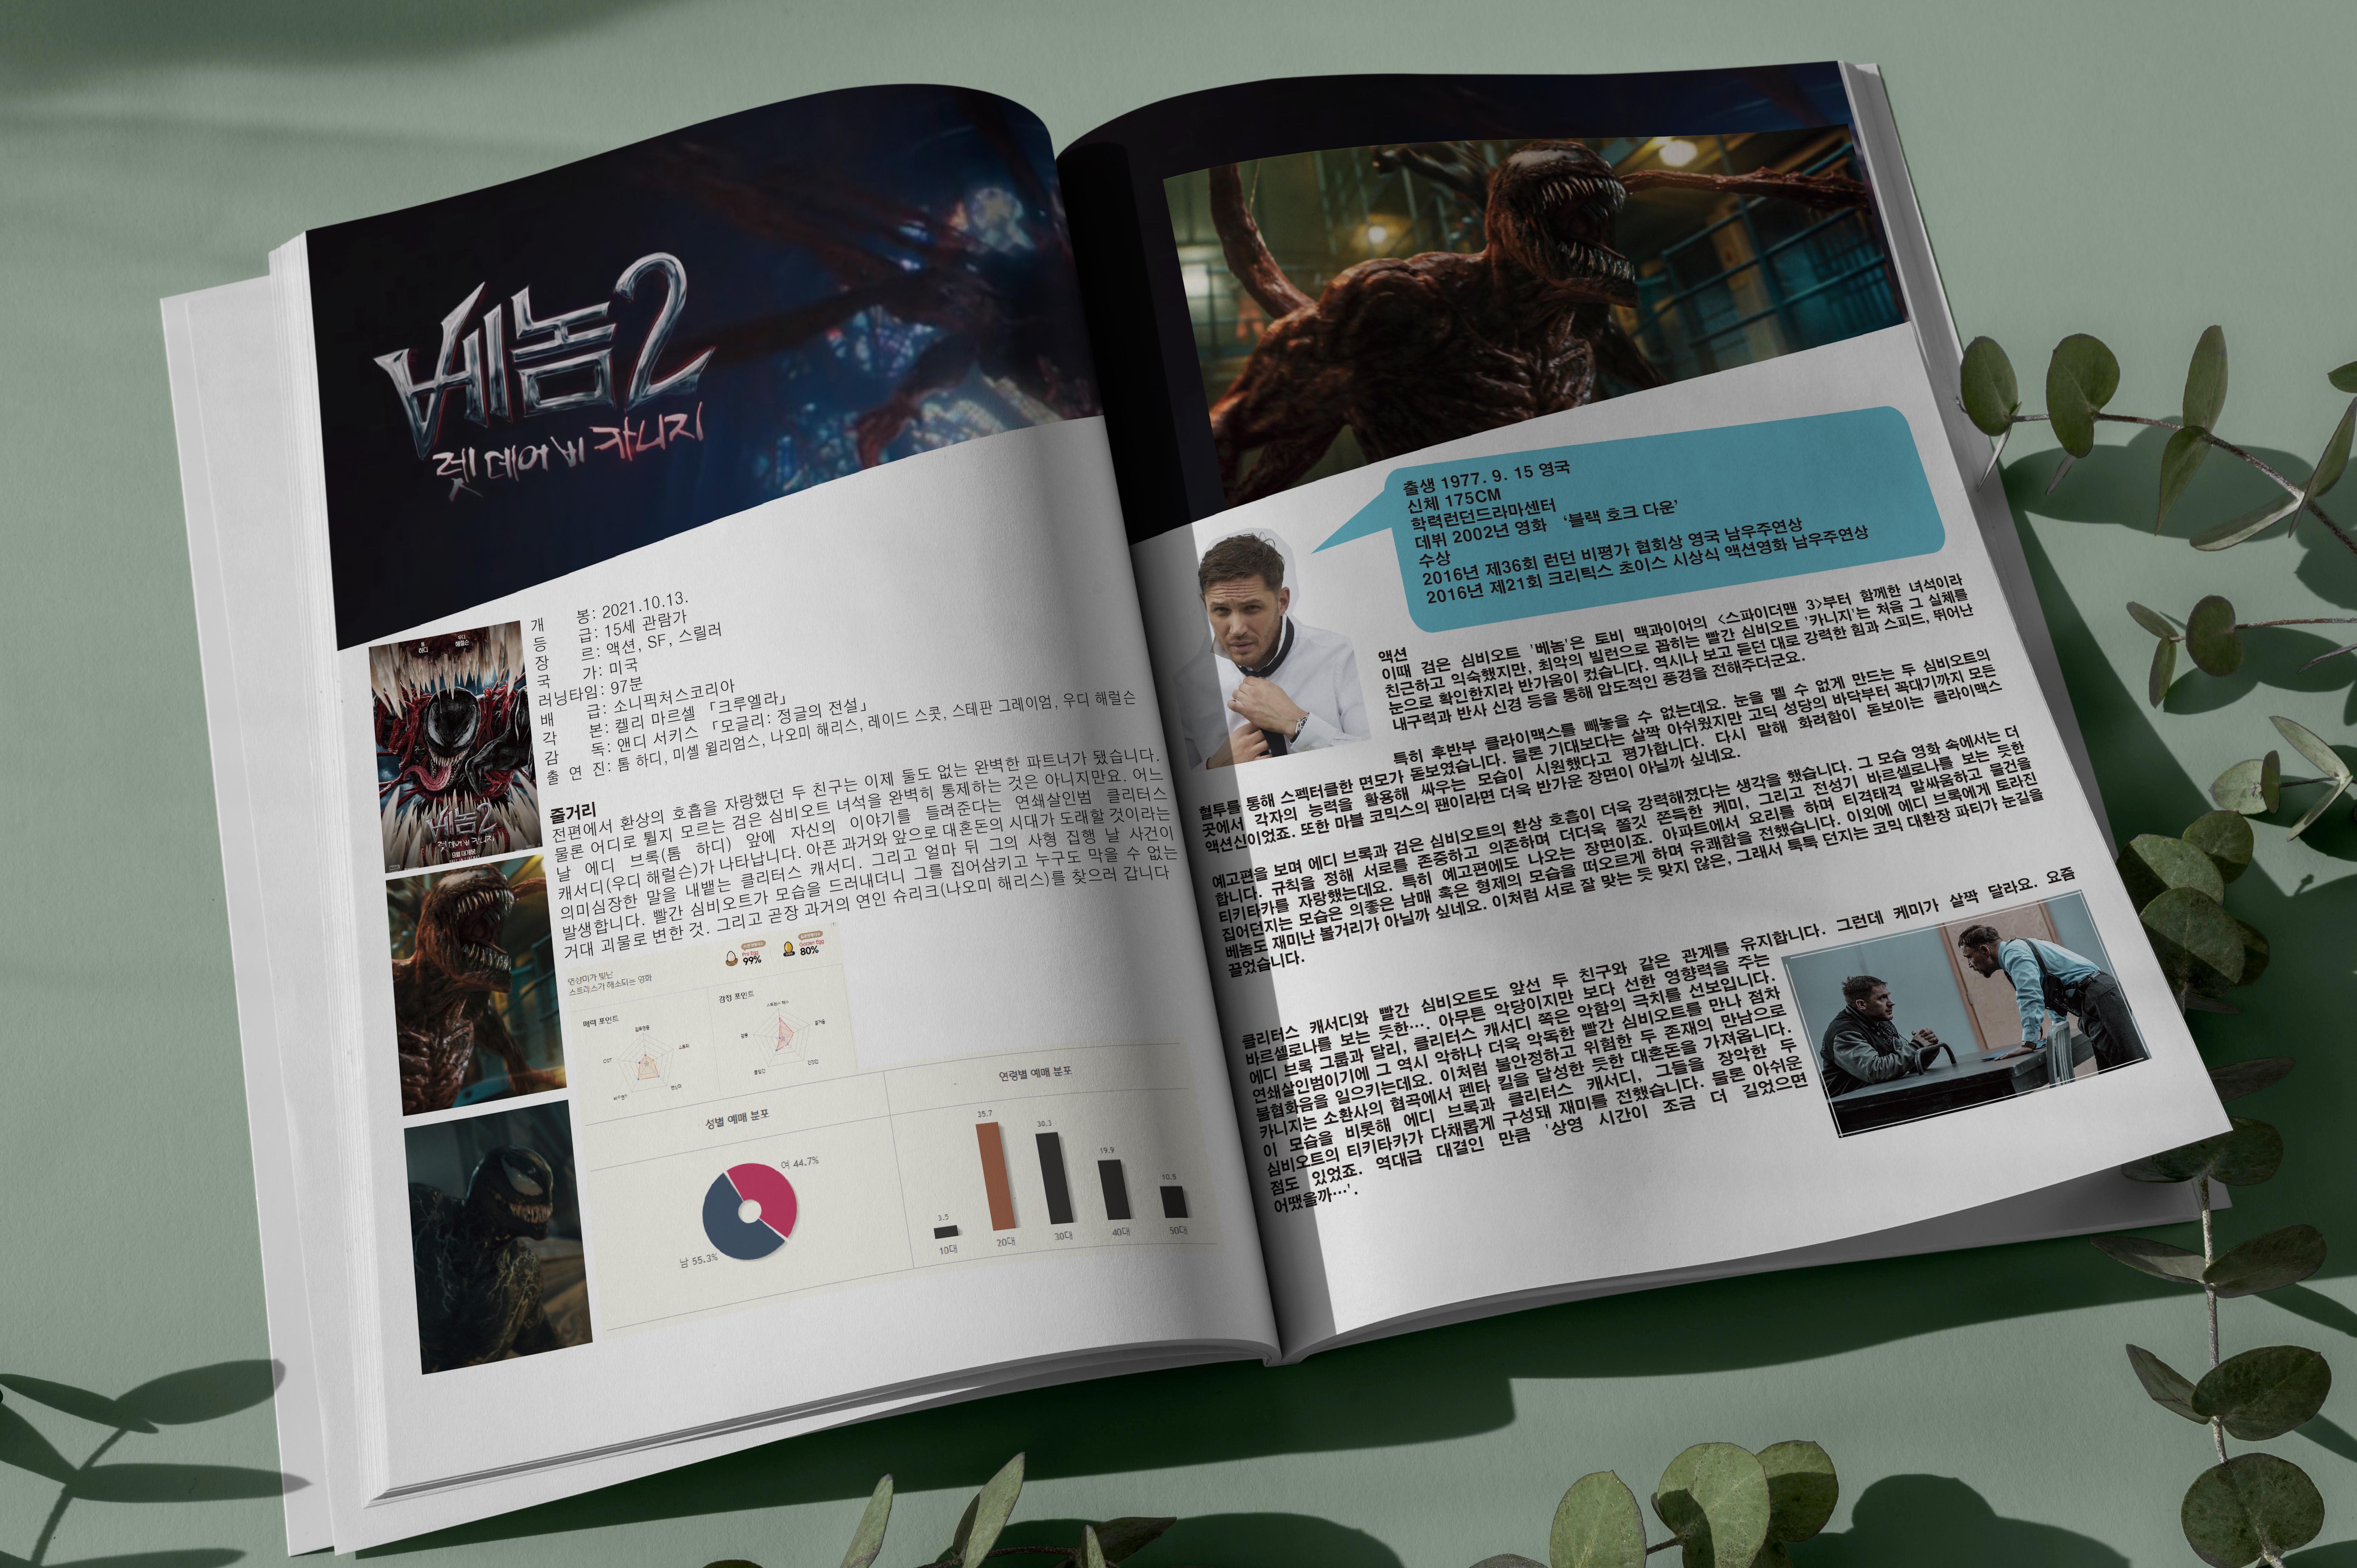 베놈2
렛 데어 비 카니지
개 봉: 2021.10.13.
등 급: 15세 관람가
장 르: 액션, SF, 스릴러
국 가: 미국
러닝타임: 97분
배 급: 소니픽처스코리아
각 본: 켈리 마르셀 「크루엘라」
감 독: 앤디 서키스 「모글리: 정글의 전설」
출 연 진: 톰 하디, 미셸 윌리엄스, 나오미 해리스, 레이드 스콧, 스테판 그레이엄, 우디 해럴슨
줄거리
전편에서 환상의 호흡을 자랑했던 두 친구는 이제 둘도 없는 완벽한 파트너가 됐습니다.
물론 어디로 튈지 모르는 검은 심비오트 녀석을 완벽히 통제하는 것은 아니지만요. 어느
날 에디 브록(톰 하디) 앞에 자신의 이야기를 들려준다는 연쇄살인범 클리터스
캐서디(우디 해럴슨)가 나타납니다. 아픈 과거와 앞으로 대혼돈의 시대가 도래할 것이라는
의미심장한 말을 내뱉는 클리터스 캐서디. 그리고 얼마 뒤 그의 사형 집행 날 사건이
발생합니다. 빨간 심비오트가 모습을 드러내더니 그를 집어삼키고 누구도 막을 수 없는
거대 괴물로 변한 것. 그리고 곧장 과거의 연인 슈리크(나오미 해리스)를 찾으러 갑니다
베놈2
렛 데어 비 카니지
Pre Egg
99%
Golden Egg
80%
영상미가 빛난
스트레스가 해소되는 영화
매력 포인트
감독연출
스토리
영상미
배우연기
OST
감정 포인트
스트레스 해소
즐거움
긴장감
몰입감
감동
성별 예매 분포
여 44.7%
남 55.3%
연령별 예매 분포
3.5
35.7
30.3
19.9
10.5
10대
20대
30대
40대
50대
출생 1977. 9. 15 영국
신체 175CM
학력런던드라마센터
데뷔 2002년 영화 ‘블랙 호크 다운’
수상
2016년 제36회 런던 비평가 협회상 영국 남우주연상
2016년 제21회 크리틱스 초이스 시상식 액션영화 남우주연상
액션
이때 검은 심비오트 '베놈'은 토비 맥과이어의 <스파이더맨 3>부터 함께한 녀석이라
친근하고 익숙했지만, 최악의 빌런으로 꼽히는 빨간 심비오트 '카니지'는 처음 그 실체를
눈으로 확인한지라 반가움이 컸습니다. 역시나 보고 듣던 대로 강력한 힘과 스피드, 뛰어난
내구력과 반사 신경 등을 통해 압도적인 풍경을 전해주더군요.
특히 후반부 클라이맥스를 빼놓을 수 없는데요. 눈을 뗄 수 없게 만드는 두 심비오트의
혈투를 통해 스펙터클한 면모가 돋보였습니다. 물론 기대보다는 살짝 아쉬웠지만 고딕 성당의 바닥부터 꼭대기까지 모든
곳에서 각자의 능력을 활용해 싸우는 모습이 시원했다고 평가합니다. 다시 말해 화려함이 돋보이는 클라이맥스
액션신이었죠. 또한 마블 코믹스의 팬이라면 더욱 반가운 장면이 아닐까 싶네요.
예고편을 보며 에디 브록과 검은 심비오트의 환상 호흡이 더욱 강력해졌다는 생각을 했습니다. 그 모습 영화 속에서는 더
합니다. 규칙을 정해 서로를 존중하고 의존하며 더더욱 쫄깃 쫀득한 케미, 그리고 전성기 바르셀로나를 보는 듯한
티키타카를 자랑했는데요. 특히 예고편에도 나오는 장면이죠. 아파트에서 요리를 하며 티격태격 말싸움하고 물건을
집어던지는 모습은 의좋은 남매 혹은 형제의 모습을 떠오르게 하며 유쾌함을 전했습니다. 이외에 에디 브록에게 토라진
베놈도 재미난 볼거리가 아닐까 싶네요. 이처럼 서로 잘 맞는 듯 맞지 않은, 그래서 툭툭 던지는 코믹 대환장 파티가 눈길을
끌었습니다.
클리터스 캐서디와 빨간 심비오트도 앞선 두 친구와 같은 관계를 유지합니다. 그런데 케미가 살짝 달라요. 요즘
바르셀로나를 보는 듯한…. 아무튼 악당이지만 보다 선한 영향력을 주는
에디 브록 그룹과 달리, 클리터스 캐서디 쪽은 악함의 극치를 선보입니다.
연쇄살인범이기에 그 역시 악하나 더욱 악독한 빨간 심비오트를 만나 점차
불협화음을 일으키는데요. 이처럼 불안정하고 위험한 두 존재의 만남으로
카니지는 소환사의 협곡에서 펜타 킬을 달성한 듯한 대혼돈을 가져옵니다.
이 모습을 비롯해 에디 브록과 클리터스 캐서디, 그들을 장악한 두
심비오트의 티키타카가 다채롭게 구성돼 재미를 전했습니다. 물론 아쉬운
점도 있었죠. 역대급 대결인 만큼 '상영 시간이 조금 더 길었으면
어땠을까…'.